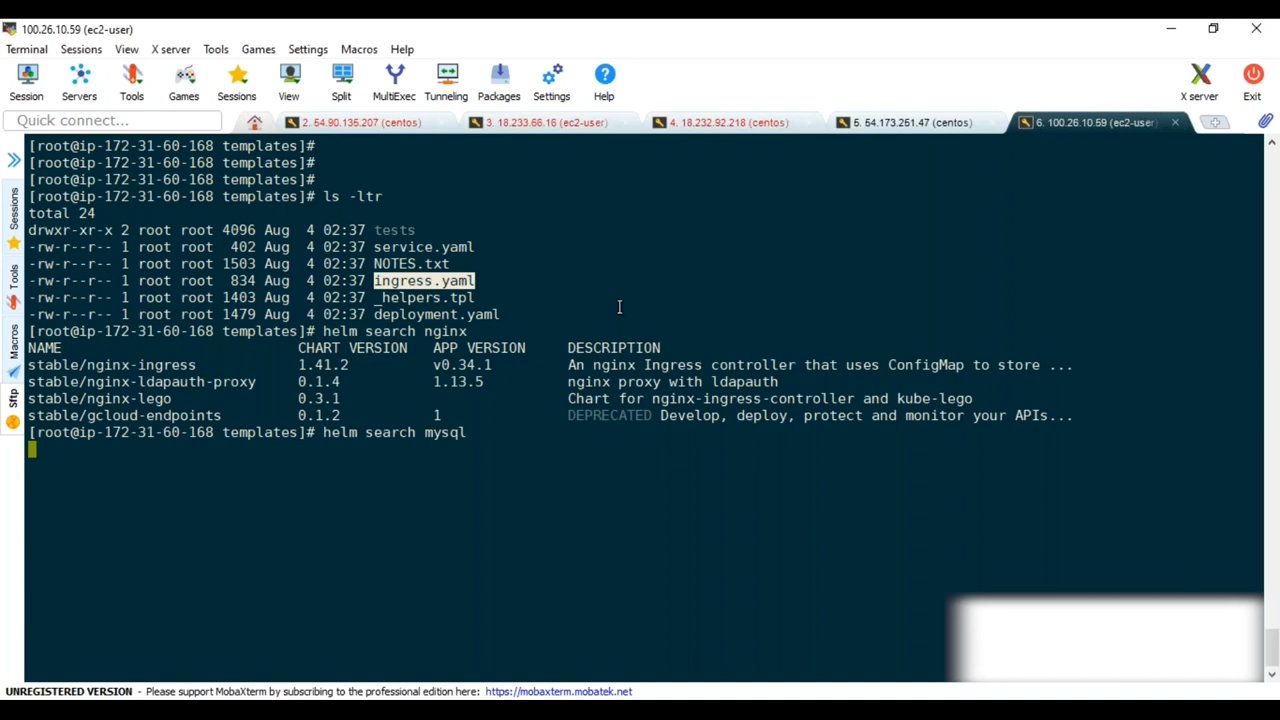 100.26.10.59 (ec2-user)
Terminal Sessions View X server Tools Games Settings Macros Help
Session Servers Tools Games Sessions View Split MultiExec Tunneling Packages Settings Help X server Exit
Quick connect... 2. 54.90.135.207 (centos) 3. 18.233.66.16 (ec2-user) 4. 18.232.92.218 (centos) 5. 54.173.251.47 (centos) 6. 100.26.10.59 (ec2-user)
Sessions
Tools
Macros
Sftp
[root@ip-172-31-60-168 templates]#
[root@ip-172-31-60-168 templates]#
[root@ip-172-31-60-168 templates]#
[root@ip-172-31-60-168 templates]# ls -ltr
total 24
drwxr-xr-x 2 root root 4096 Aug  4 02:37 tests
-rw-r--r-- 1 root root  402 Aug  4 02:37 service.yaml
-rw-r--r-- 1 root root 1503 Aug  4 02:37 NOTES.txt
-rw-r--r-- 1 root root  834 Aug  4 02:37 ingress.yaml
-rw-r--r-- 1 root root 1403 Aug  4 02:37 _helpers.tpl
-rw-r--r-- 1 root root 1479 Aug  4 02:37 deployment.yaml
[root@ip-172-31-60-168 templates]# helm search nginx
NAME CHART VERSION APP VERSION DESCRIPTION
stable/nginx-ingress 1.41.2 v0.34.1 An nginx Ingress controller that uses ConfigMap to store ...
stable/nginx-ldapauth-proxy 0.1.4 1.13.5 nginx proxy with ldapauth
stable/nginx-lego 0.3.1 Chart for nginx-ingress-controller and kube-lego
stable/gcloud-endpoints 0.1.2 1 DEPRECATED Develop, deploy, protect and monitor your APIs...
[root@ip-172-31-60-168 templates]# helm search mysql
UNREGISTERED VERSION - Please support MobaXterm by subscribing to the professional edition here: https://mobaxterm.mobatek.net